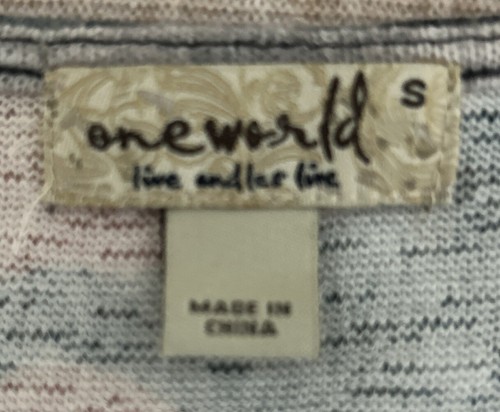 oneworld S
live and let live
MADE IN
CHINA